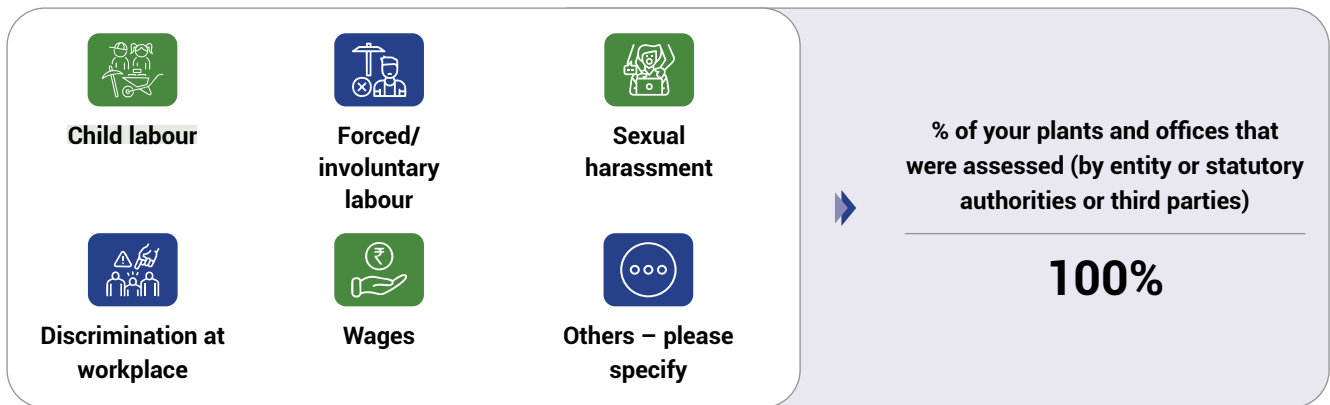 Child labour
Forced/
involuntary
labour
Sexual
harassment
Discrimination at
workplace
₹
Wages
Others – please
specify
% of your plants and offices that
were assessed (by entity or statutory
authorities or third parties)
100%